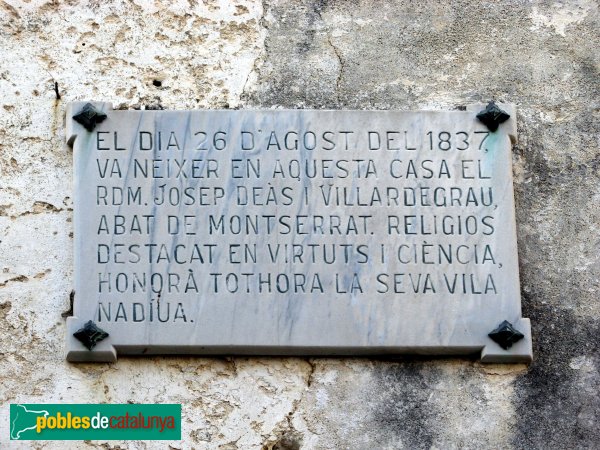 EL DIA 26 D'AGOST DEL 1837,
VA NEIXER EN AQUESTA CASA EL
RDM. JOSEP DEÀS I VILLARDEGRAU,
ABAT DE MONTSERRAT. RELIGIOS
DESTACAT EN VIRTUTS I CIÈNCIA,
HONORÀ TOTHORA LA SEVA VILA
NADIUA.
poblesdecatalunya